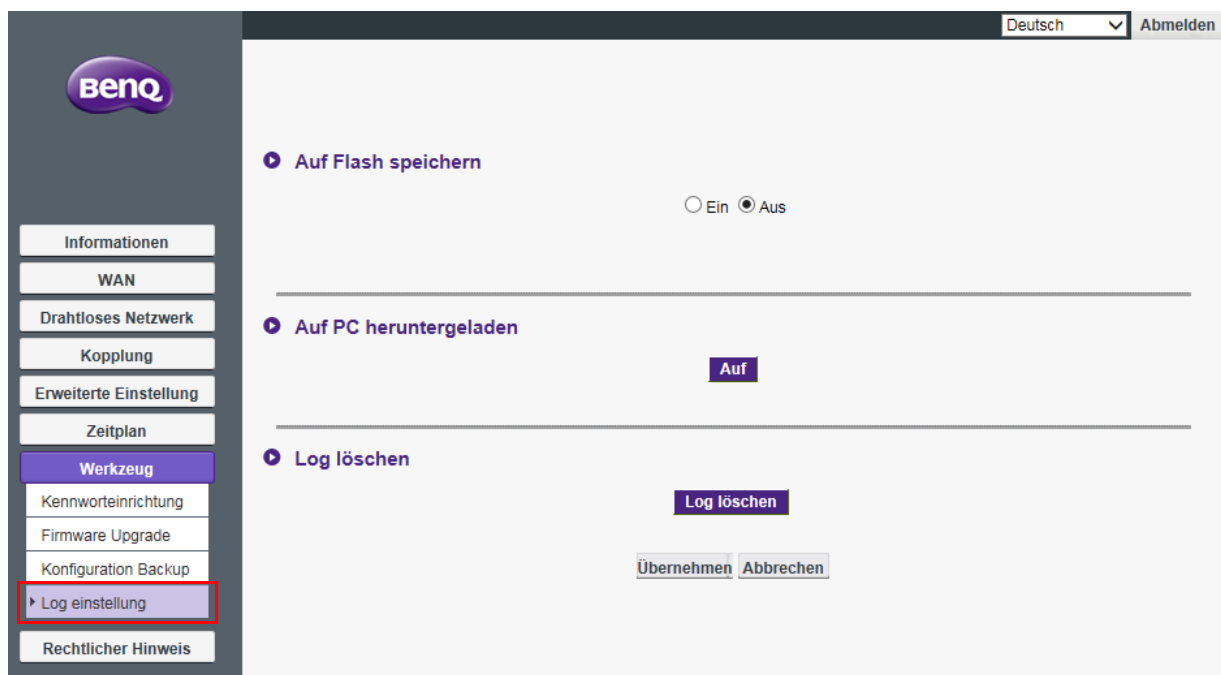 Deutsch Abmelden
BenQ
Auf Flash speichern
Ein Aus
Informationen
WAN
Drahtloses Netzwerk
Kopplung
Erweiterte Einstellung
Zeitplan
Werkzeug
Kennworteinrichtung
Firmware Upgrade
Konfiguration Backup
Log einstellung
Rechtlicher Hinweis
Auf PC heruntergeladen
Auf
Log löschen
Log löschen
Übernehmen Abbrechen